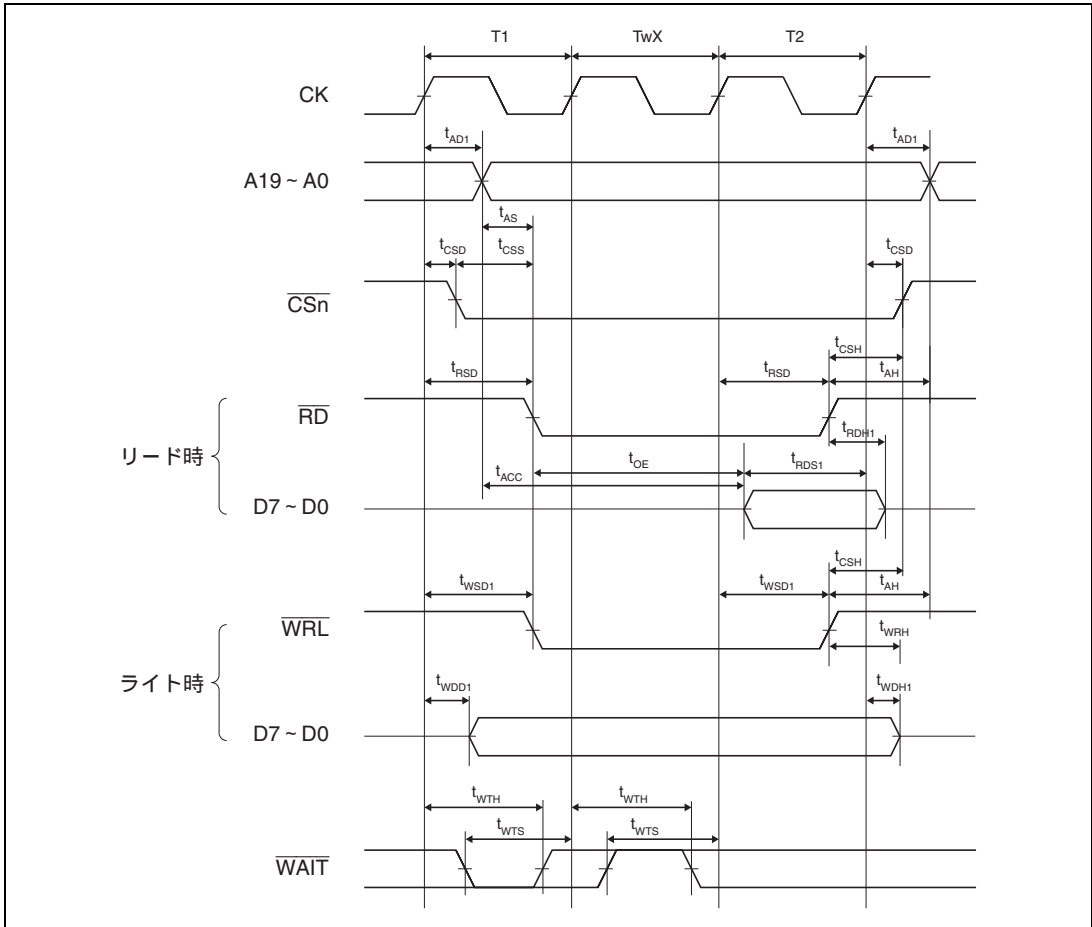 T1 TwX T2
CK
tAD1 tAD1
A19 ~ A0
tAS
tCSD tCSS tCSD
CSn
tCSH
tRSD tRSD tAH
RD
tRDH1
リード時
tOE tRDS1
tACC
D7 ~ D0
tCSH
tWSD1 tWSD1 tAH
WRL
tWRH
ライト時
tWDD1 tWDH1
D7 ~ D0
tWTH tWTH
tWTS tWTS
WAIT